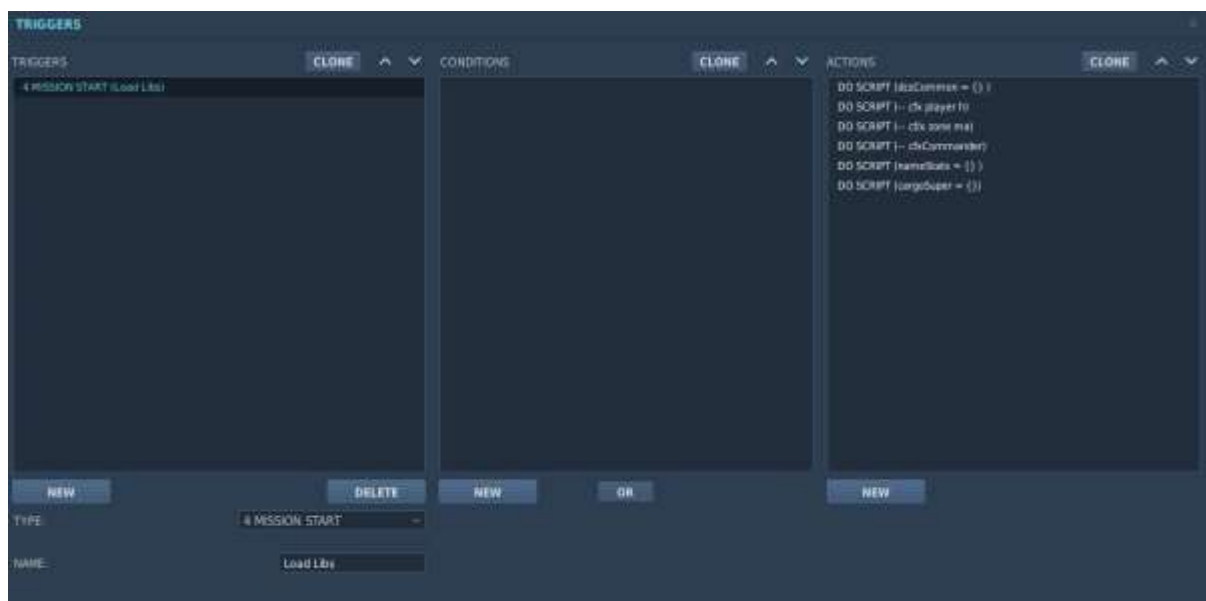 TRIGGERS
TRIGGERS CLONE
4 MISSION START (Load Libs)
NEW DELETE
TYPE: 4 MISSION START
NAME: Load Libs
CONDITIONS CLONE
NEW OR
ACTIONS CLONE
DO SCRIPT (dcsCommon = {} )
DO SCRIPT (-- cfx player h)
DO SCRIPT (-- cf/x zone ma)
DO SCRIPT (-- cfxCommander)
DO SCRIPT (nameStats = {} )
DO SCRIPT (cargoSuper = {})
NEW